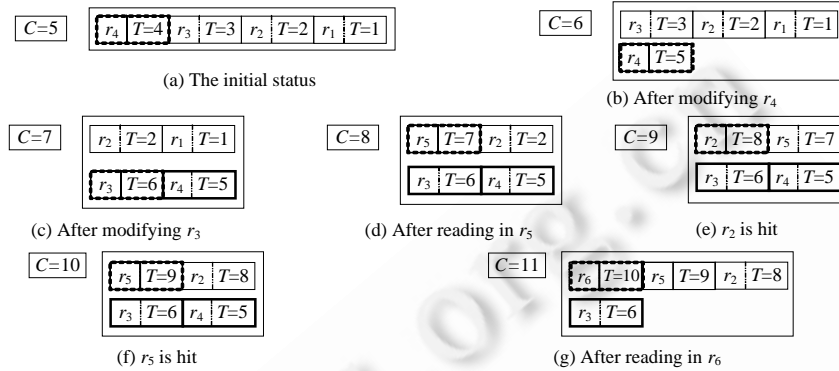 C=5 r4 T=4 r3 T=3 r2 T=2 r1 T=1
(a) The initial status
C=6 r3 T=3 r2 T=2 r1 T=1
r4 T=5
(b) After modifying r4
C=7 r2 T=2 r1 T=1
r3 T=6 r4 T=5
(c) After modifying r3
C=8 r5 T=7 r2 T=2
r3 T=6 r4 T=5
(d) After reading in r5
C=9 r2 T=8 r5 T=7
r3 T=6 r4 T=5
(e) r2 is hit
C=10 r5 T=9 r2 T=8
r3 T=6 r4 T=5
(f) r5 is hit
C=11 r6 T=10 r5 T=9 r2 T=8
r3 T=6
(g) After reading in r6